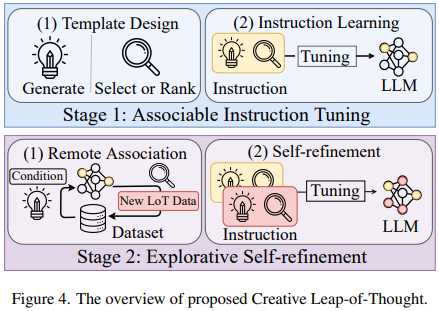 (1) Template Design
Generate
Select or Rank
(2) Instruction Learning
Instruction
Tuning
LLM
Stage 1: Associable Instruction Tuning
(1) Remote Association
Condition
New LoT Data
Dataset
(2) Self-refinement
Instruction
Tuning
LLM
Stage 2: Explorative Self-refinement
Figure 4. The overview of proposed Creative Leap-of-Thought.